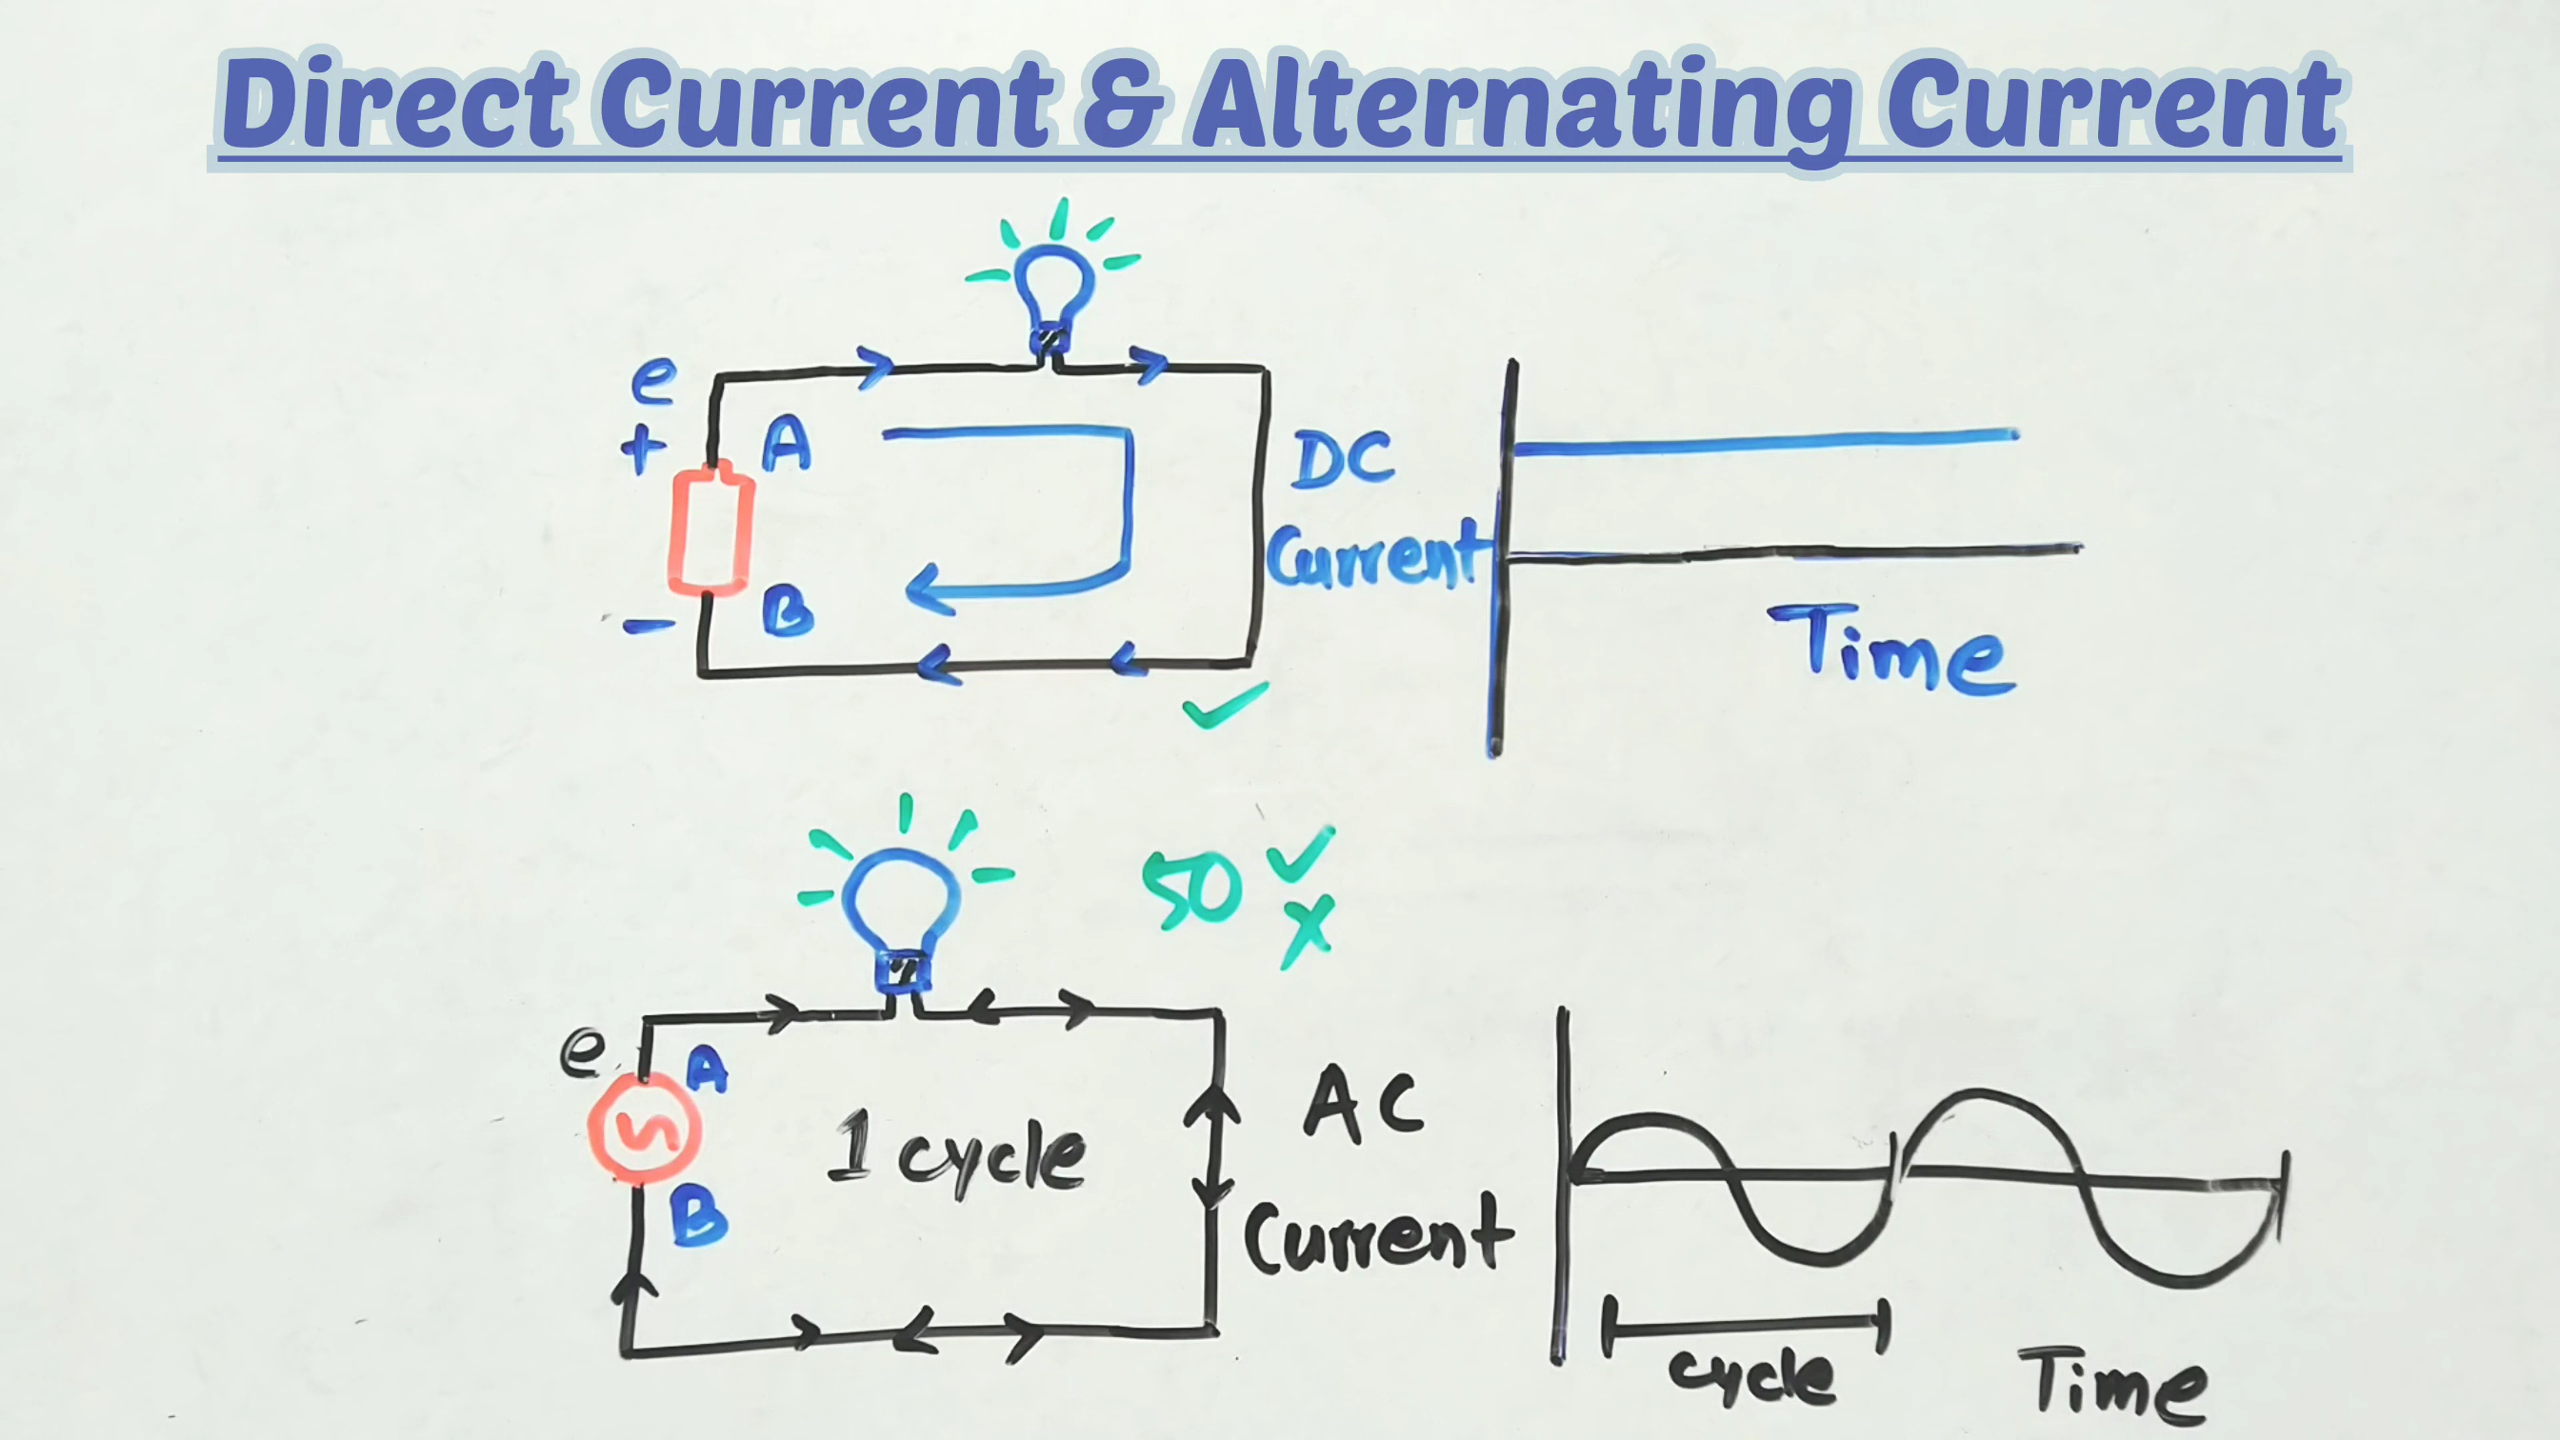 Direct Current & Alternating Current
e
+
A
DC
Current
B
-
Time
50
e
A
1 cycle
AC
Current
B
cycle
Time